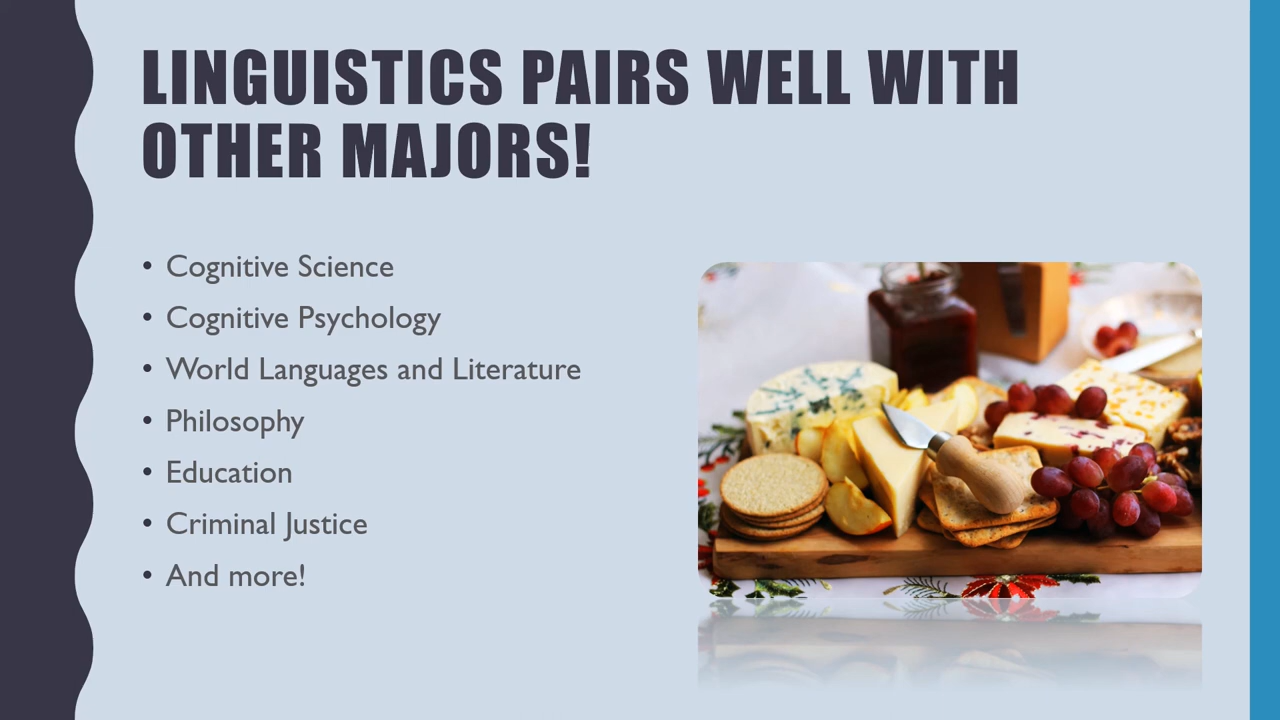 LINGUISTICS PAIRS WELL WITH
OTHER MAJORS!
• Cognitive Science
• Cognitive Psychology
• World Languages and Literature
• Philosophy
• Education
• Criminal Justice
• And more!